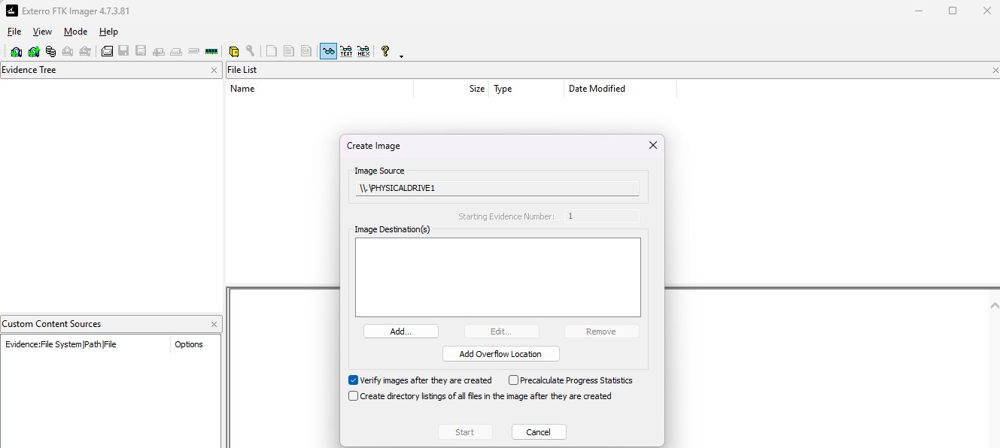 Exterro FTK Imager 4.7.3.81
File View Mode Help
TEXT HEX ?
Evidence Tree
File List
Name Size Type Date Modified
Create Image
Image Source
\\.\PHYSICALDRIVE1
Starting Evidence Number: 1
Image Destination(s)
Add... Edit... Remove
Add Overflow Location
Verify images after they are created Precalculate Progress Statistics
Create directory listings of all files in the image after they are created
Start Cancel
Custom Content Sources
Evidence:File System|Path|File Options